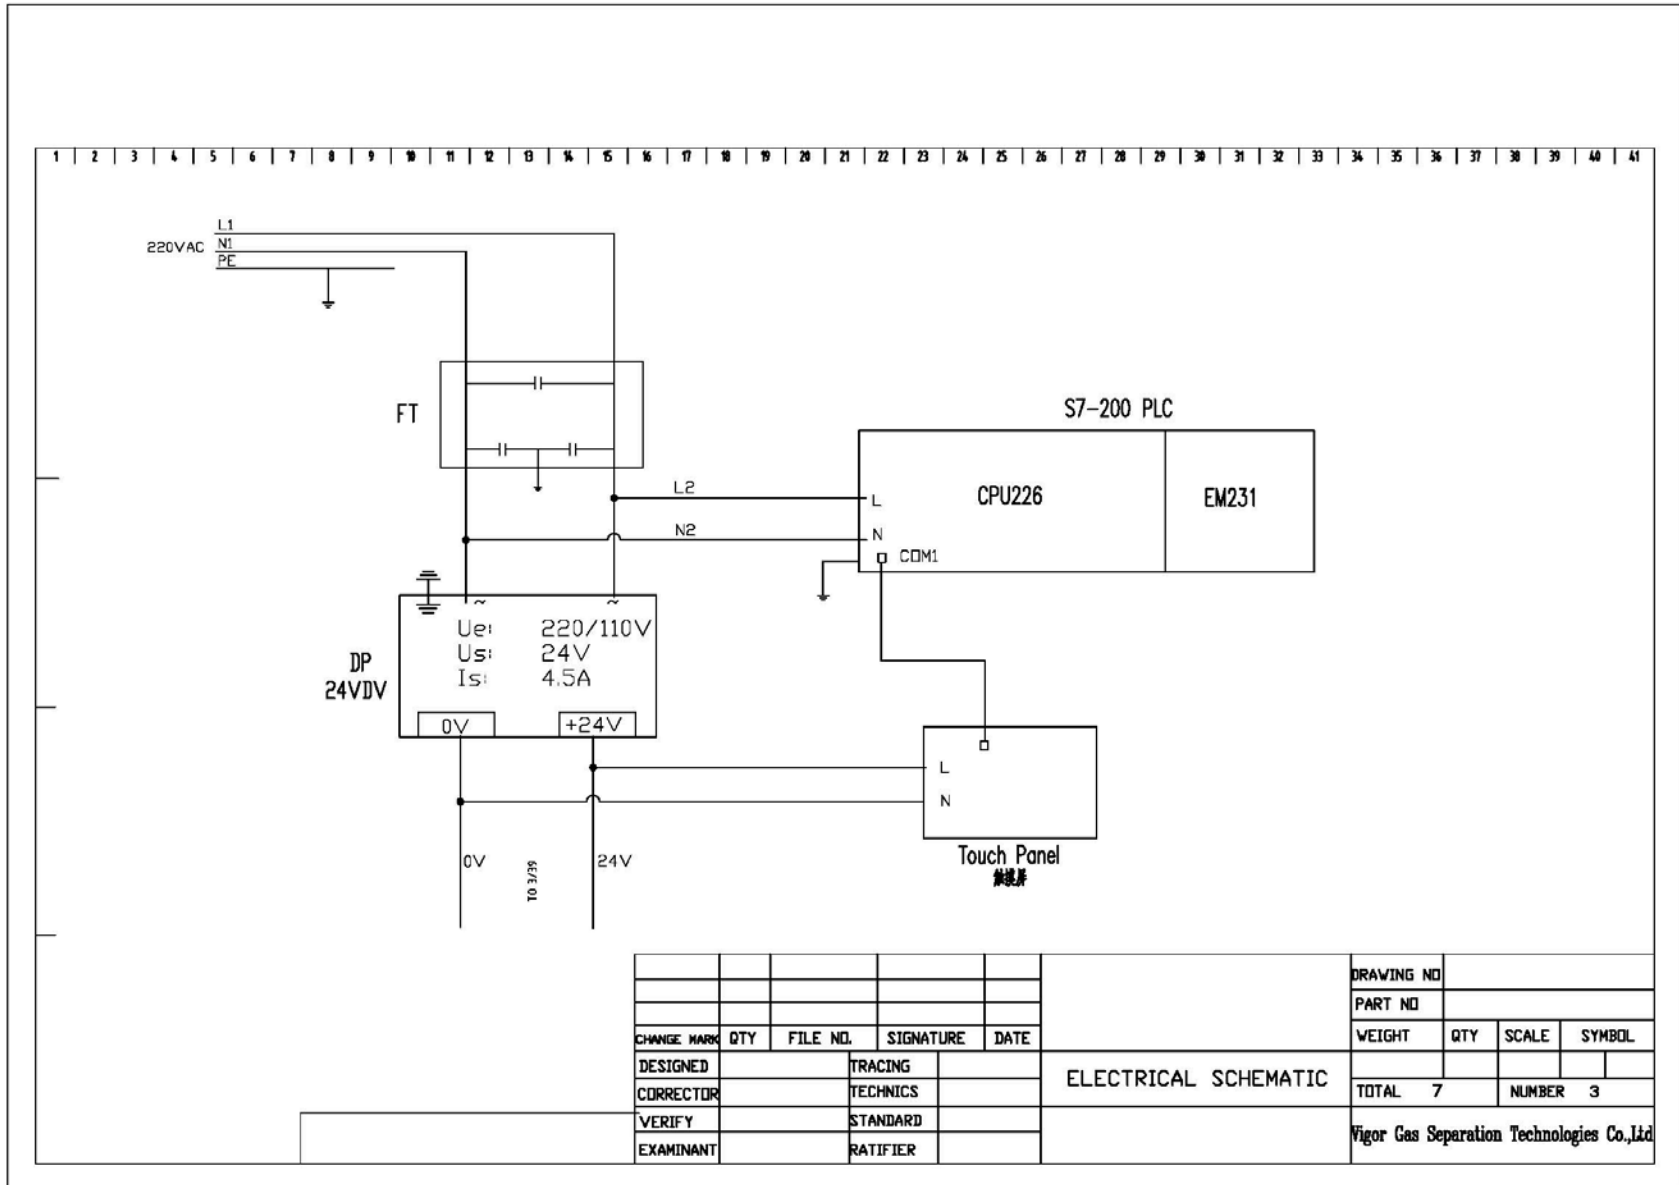 1 2 3 4 5 6 7 8 9 10 11 12 13 14 15 16 17 18 19 20 21 22 23 24 25 26 27 28 29 30 31 32 33 34 35 36 37 38 39 40 41
L1
220VAC N1
PE
FT
S7-200 PLC
CPU226 EM231
L2 L
N2 N
COM1
~ ~
Ue: 220/110V
Us: 24V
Is: 4.5A
DP
24VDV
0V +24V
L
N
0V TO 3/39 24V
Touch Panel
DRAWING NO
PART NO
CHANGE MARK QTY FILE NO. SIGNATURE DATE WEIGHT QTY SCALE SYMBOL
DESIGNED TRACING
ELECTRICAL SCHEMATIC
CORRECTOR TECHNICS TOTAL 7 NUMBER 3
VERIFY STANDARD
Vigor Gas Separation Technologies Co.,Ltd
EXAMINANT RATIFIER